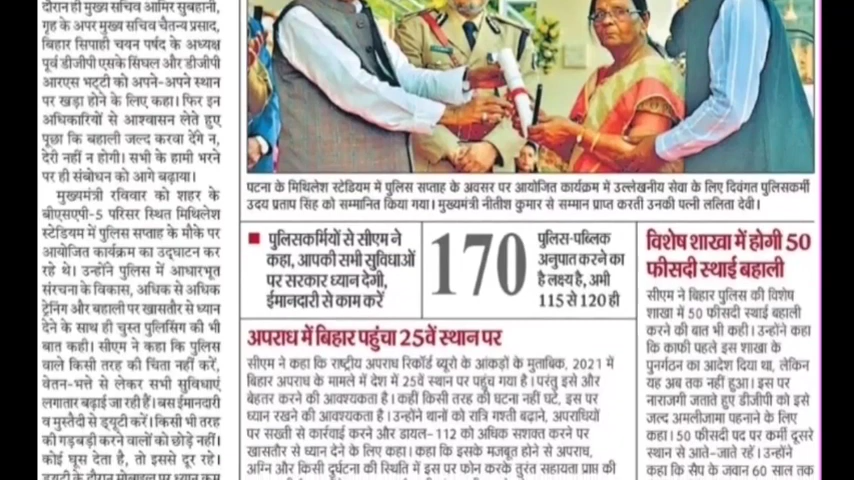 दौरान ही मुख्य सचिव आमिर सुबहानी,
गृह के अपर मुख्य सचिव चैतन्य प्रसाद,
बिहार सिपाही चयन पर्षद के अध्यक्ष
पूर्व डीजीपी एसके सिंघल और डीजीपी
आरएस भट्टी को अपने-अपने स्थान
पर खड़ा होने के लिए कहा। फिर इन
अधिकारियों से आश्वासन लेते हुए
पूछा कि बहाली जल्द करवा देंगे न,
देरी नहीं न होगी। सभी के हामी भरने
पर ही संबोधन को आगे बढ़ाया।
मुख्यमंत्री रविवार को शहर के
बीएसएपी-5 परिसर स्थित मिथिलेश
स्टेडियम में पुलिस सप्ताह के मौके पर
आयोजित कार्यक्रम का उद्घाटन कर
रहे थे। उन्होंने पुलिस में आधारभूत
संरचना के विकास, अधिक से अधिक
ट्रेनिंग और बहाली पर खासतौर से ध्यान
देने के साथ ही चुस्त पुलिसिंग की भी
बात कही। सीएम ने कहा कि पुलिस
वाले किसी तरह की चिंता नहीं करें,
वेतन-भत्ते से लेकर सभी सुविधाएं
लगातार बढ़ाई जा रही हैं। बस ईमानदारी
व मुस्तैदी से ड्यूटी करें। किसी भी तरह
की गड़बड़ी करने वालों को छोड़ें नहीं।
कोई घूस देता है, तो इससे दूर रहे।
ड्यूटी के दौरान मोबाइल पर ध्यान कम
पटना के मिथिलेश स्टेडियम में पुलिस सप्ताह के अवसर पर आयोजित कार्यक्रम में उल्लेखनीय सेवा के लिए दिवंगत पुलिसकर्मी
उदय प्रताप सिंह को सम्मानित किया गया। मुख्यमंत्री नीतीश कुमार से सम्मान प्राप्त करती उनकी पत्नी ललिता देवी।
पुलिसकर्मियों से सीएम ने
कहा, आपकी सभी सुविधाओं
पर सरकार ध्यान देगी,
ईमानदारी से काम करें
170
पुलिस-पब्लिक
अनुपात करने का
है लक्ष्य है, अभी
115 से 120 ही
अपराध में बिहार पहुंचा 25वें स्थान पर
सीएम ने कहा कि राष्ट्रीय अपराध रिकॉर्ड ब्यूरो के आंकड़ों के मुताबिक, 2021 में
बिहार अपराध के मामले में देश में 25वें स्थान पर पहुंच गया है। परंतु इसे और
बेहतर करने की आवश्यकता है। कहीं किसी तरह की घटना नहीं घटे, इस पर
ध्यान रखने की आवश्यकता है। उन्होंने थानों को रात्रि गश्ती बढ़ाने, अपराधियों
पर सख्ती से कार्रवाई करने और डायल-112 को अधिक सशक्त करने पर
खासतौर से ध्यान देने के लिए कहा। कहा कि इसके मजबूत होने से अपराध,
अग्नि और किसी दुर्घटना की स्थिति में इस पर फोन करके तुरंत सहायता प्राप्त की
विशेष शाखा में होगी 50
फीसदी स्थाई बहाली
सीएम ने बिहार पुलिस की विशेष
शाखा में 50 फीसदी स्थाई बहाली
करने की बात भी कही। उन्होंने कहा
कि काफी पहले इस शाखा के
पुनर्गठन का आदेश दिया था, लेकिन
यह अब तक नहीं हुआ। इस पर
नाराजगी जताते हुए डीजीपी को इसे
जल्द अमलीजामा पहनाने के लिए
कहा। 50 फीसदी पद पर कर्मी दूसरे
स्थान से आते-जाते रहें। उन्होंने
कहा कि सैप के जवान 60 साल तक